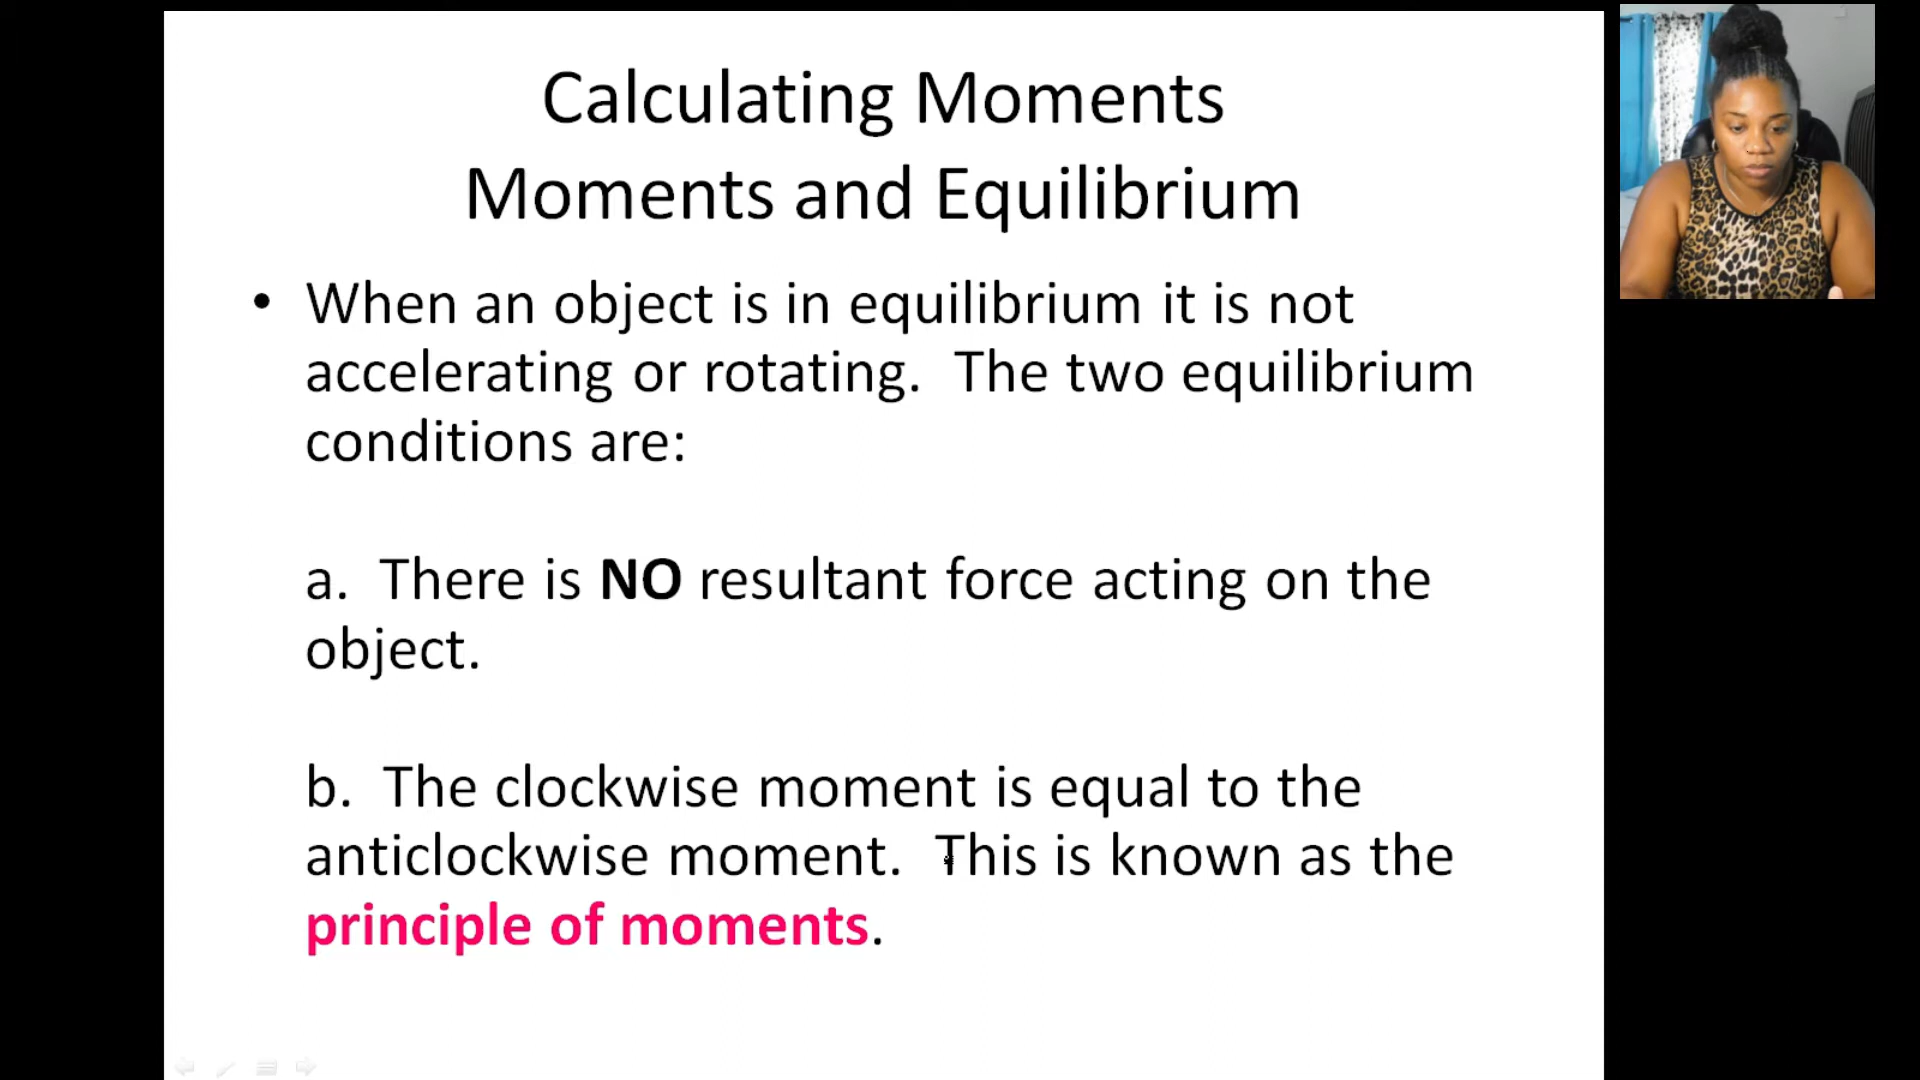 Calculating Moments
Moments and Equilibrium
• When an object is in equilibrium it is not
accelerating or rotating.  The two equilibrium
conditions are:
a.  There is NO resultant force acting on the
object.
b.  The clockwise moment is equal to the
anticlockwise moment.  This is known as the
principle of moments.